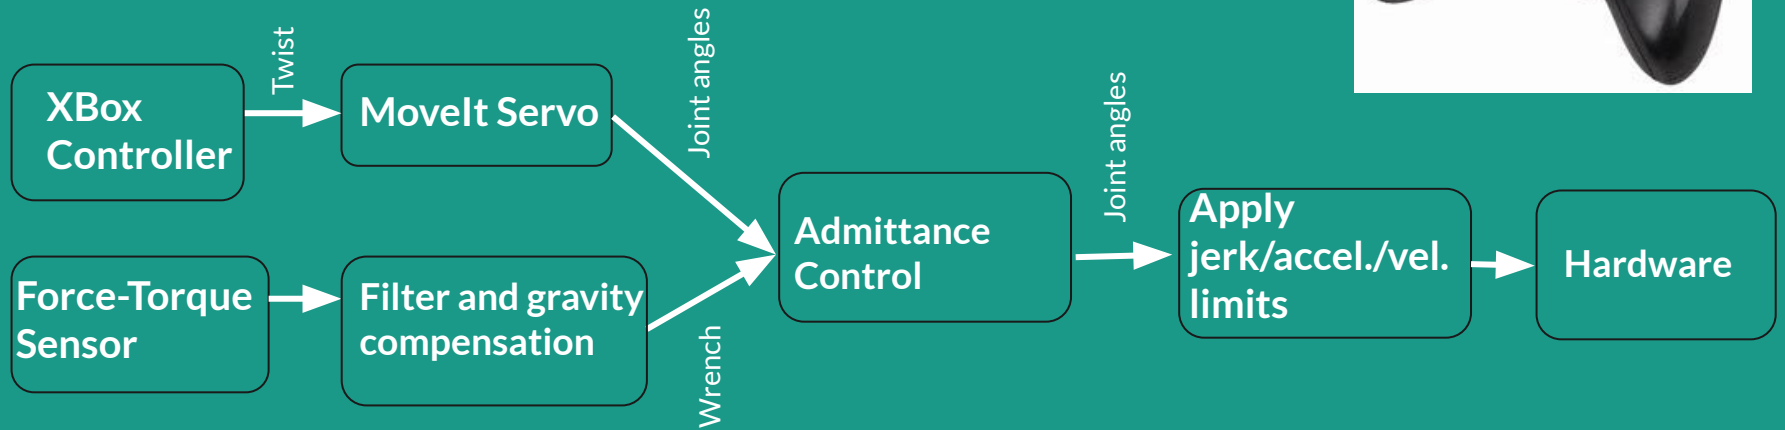 XBox
Controller
Twist
MoveIt Servo
Joint angles
Force-Torque
Sensor
Filter and gravity
compensation
Wrench
Admittance
Control
Joint angles
Apply
jerk/accel./vel.
limits
Hardware